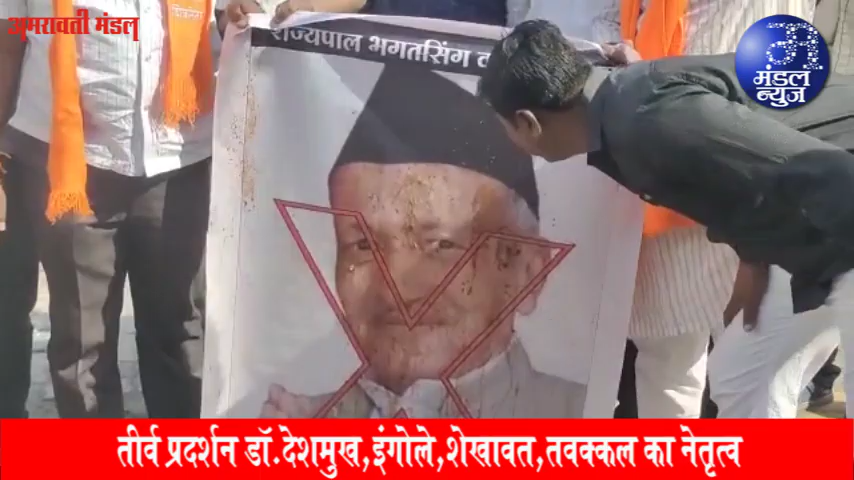 अमरावती मंडल
राज्यपाल भगतसिंग
मंडल
न्युज
तीर्व प्रदर्शन डॉ.देशमुख,इंगोले,शेखावत,तवक्कल का नेतृत्व